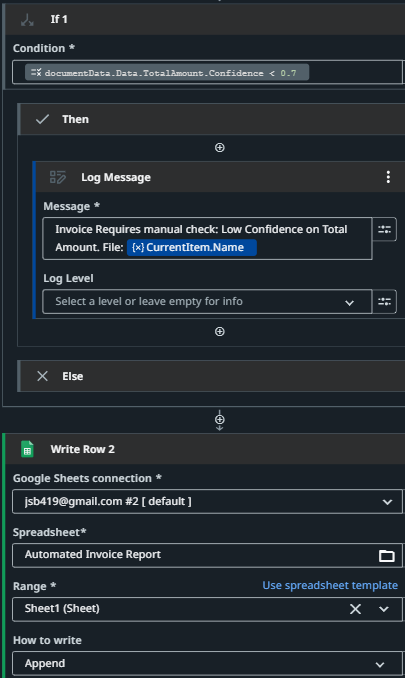 If 1
Condition *
documentData.Data.TotalAmount.Confidence < 0.7
Then
Log Message
Message *
Invoice Requires manual check: Low Confidence on Total
Amount. File: {x} CurrentItem.Name
Log Level
Select a level or leave empty for info
Else
Write Row 2
Google Sheets connection *
jsb419@gmail.com #2 [ default ]
Spreadsheet*
Automated Invoice Report
Range * Use spreadsheet template
Sheet1 (Sheet)
How to write
Append